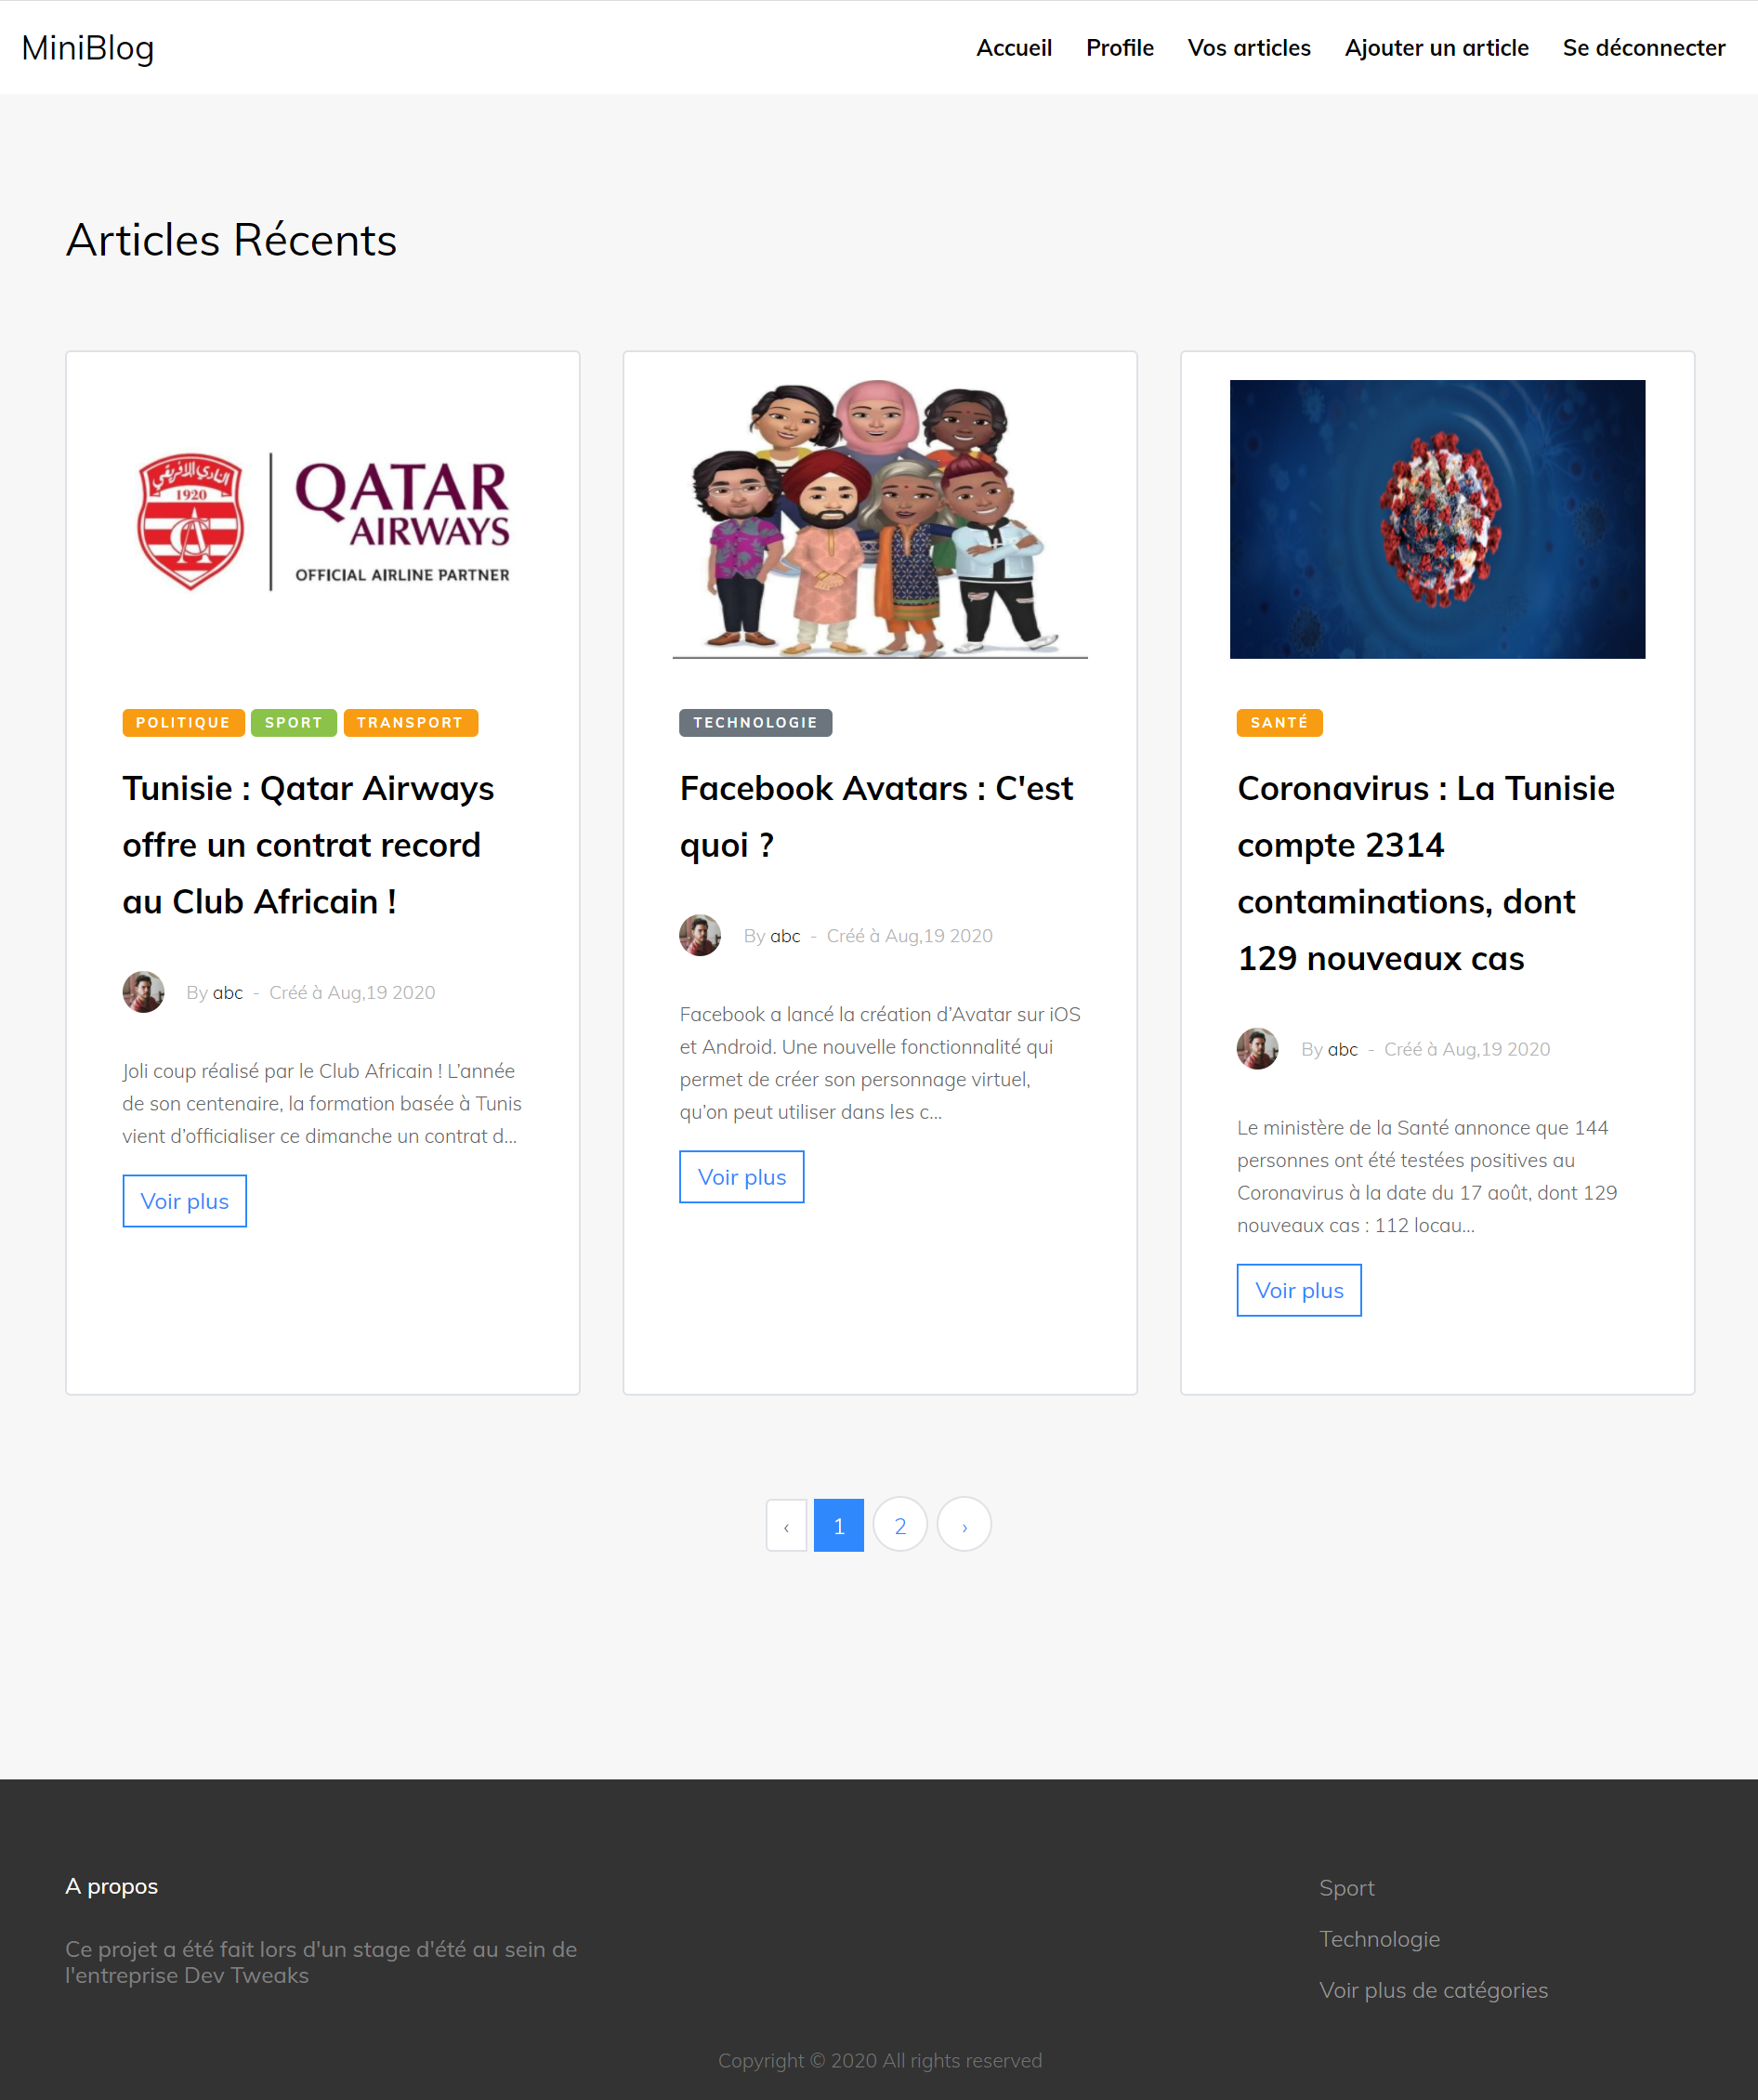 MiniBlog
Accueil Profile Vos articles Ajouter un article Se déconnecter
Articles Récents
النادي الافريقي
1920
CA
QATAR
AIRWAYS
OFFICIAL AIRLINE PARTNER
POLITIQUE SPORT TRANSPORT
Tunisie : Qatar Airways
offre un contrat record
au Club Africain !
By abc - Créé à Aug,19 2020
Joli coup réalisé par le Club Africain ! L’année
de son centenaire, la formation basée à Tunis
vient d’officialiser ce dimanche un contrat d...
Voir plus
TECHNOLOGIE
Facebook Avatars : C'est
quoi ?
By abc - Créé à Aug,19 2020
Facebook a lancé la création d’Avatar sur iOS
et Android. Une nouvelle fonctionnalité qui
permet de créer son personnage virtuel,
qu’on peut utiliser dans les c...
Voir plus
SANTÉ
Coronavirus : La Tunisie
compte 2314
contaminations, dont
129 nouveaux cas
By abc - Créé à Aug,19 2020
Le ministère de la Santé annonce que 144
personnes ont été testées positives au
Coronavirus à la date du 17 août, dont 129
nouveaux cas : 112 locau...
Voir plus
‹ 1 2 ›
A propos
Ce projet a été fait lors d'un stage d'été au sein de
l'entreprise Dev Tweaks
Sport
Technologie
Voir plus de catégories
Copyright © 2020 All rights reserved